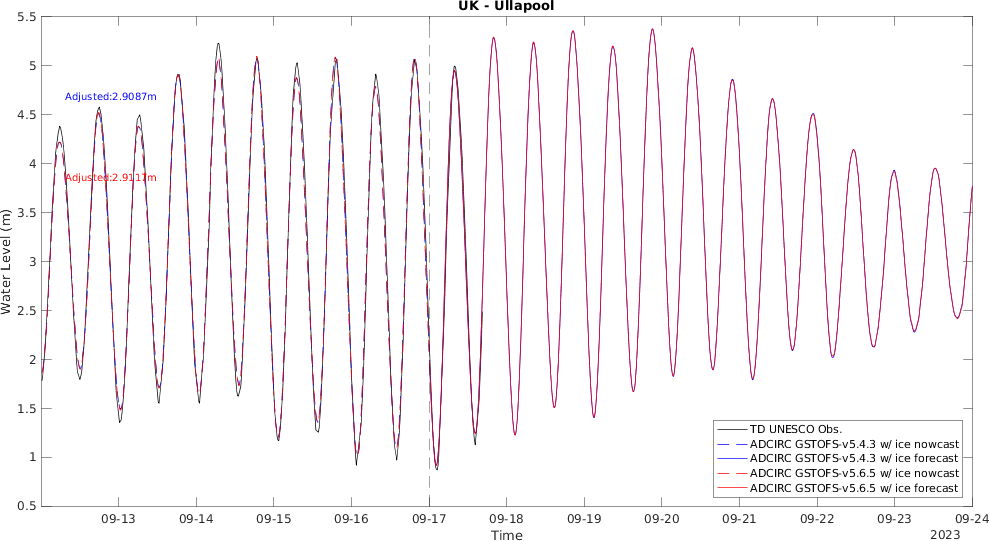 UK - Ullapool
5.5
5
4.5
4
3.5
3
2.5
2
1.5
1
0.5
Water Level (m)
Adjusted:2.9087m
Adjusted:2.9117m
TD UNESCO Obs.
ADCIRC GSTOFS-v5.4.3 w/ ice nowcast
ADCIRC GSTOFS-v5.4.3 w/ ice forecast
ADCIRC GSTOFS-v5.6.5 w/ ice nowcast
ADCIRC GSTOFS-v5.6.5 w/ ice forecast
09-13 09-14 09-15 09-16 09-17 09-18 09-19 09-20 09-21 09-22 09-23 09-24
Time
2023